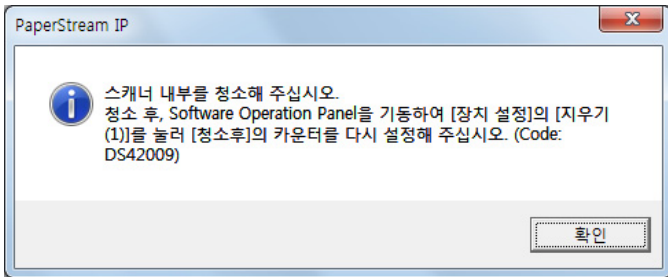 PaperStream IP
스캐너 내부를 청소해 주십시오.
청소 후, Software Operation Panel을 기동하여 [장치 설정]의 [지우기
(1)]를 눌러 [청소후]의 카운터를 다시 설정해 주십시오. (Code:
DS42009)
확인